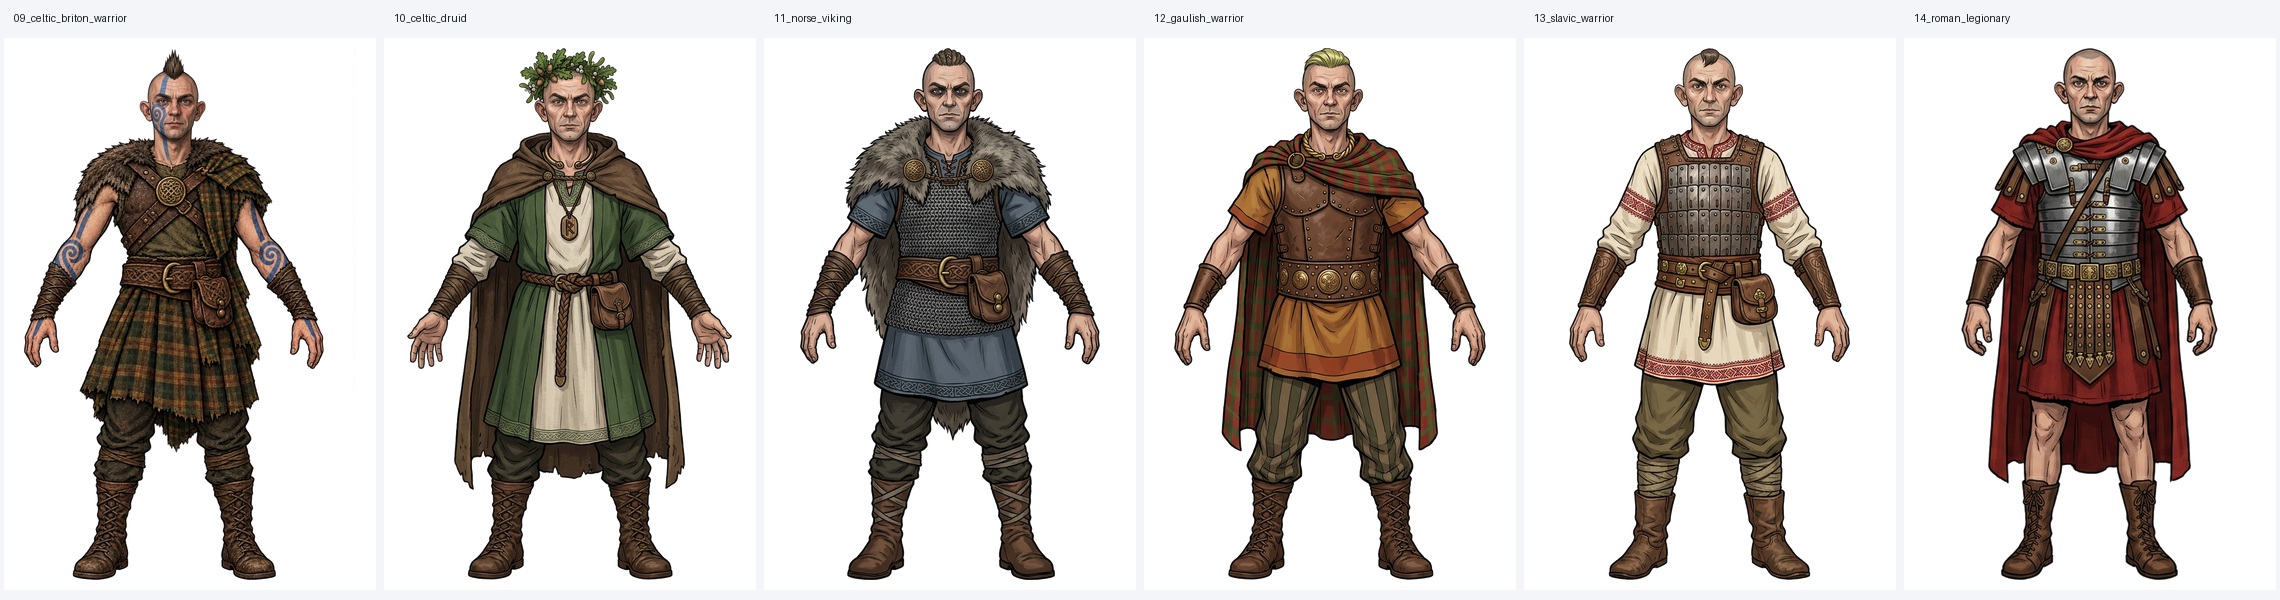 09_celtic_briton_warrior
10_celtic_druid
11_norse_viking
12_gaulish_warrior
13_slavic_warrior
14_roman_legionary
ᚱ